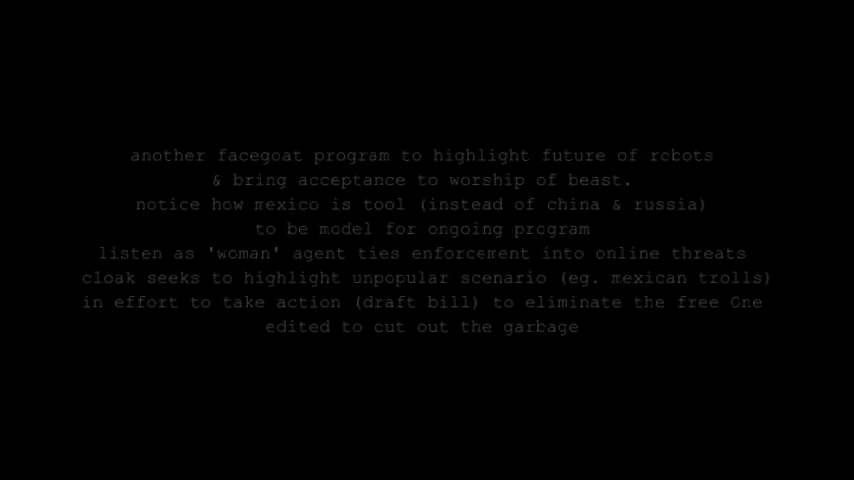 another facegoat program to highlight future of robots
& bring acceptance to worship of beast.
notice how mexico is tool (instead of china & russia)
to be model for ongoing program
listen as 'woman' agent ties enforcement into online threats
cloak seeks to highlight unpopular scenario (eg. mexican trolls)
in effort to take action (draft bill) to eliminate the free One
edited to cut out the garbage